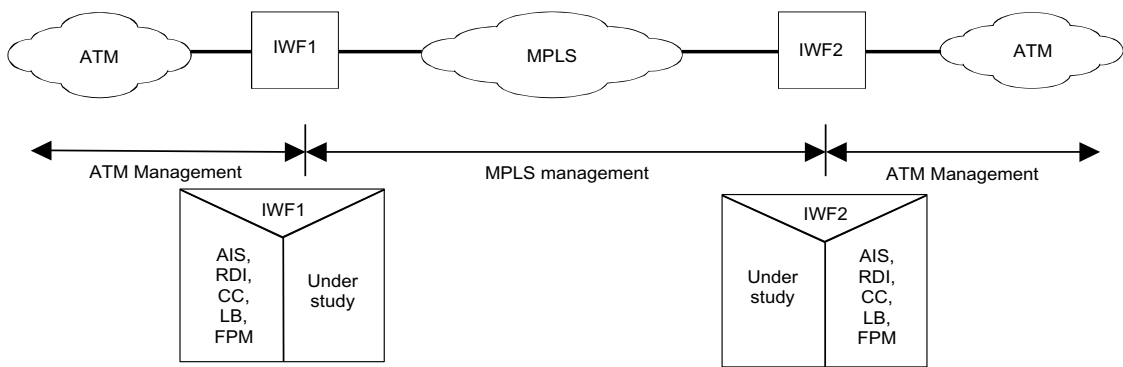 ATM
IWF1
MPLS
IWF2
ATM
ATM Management
MPLS management
ATM Management
IWF1
AIS,
RDI,
CC,
LB,
FPM
Under
study
IWF2
Under
study
AIS,
RDI,
CC,
LB,
FPM